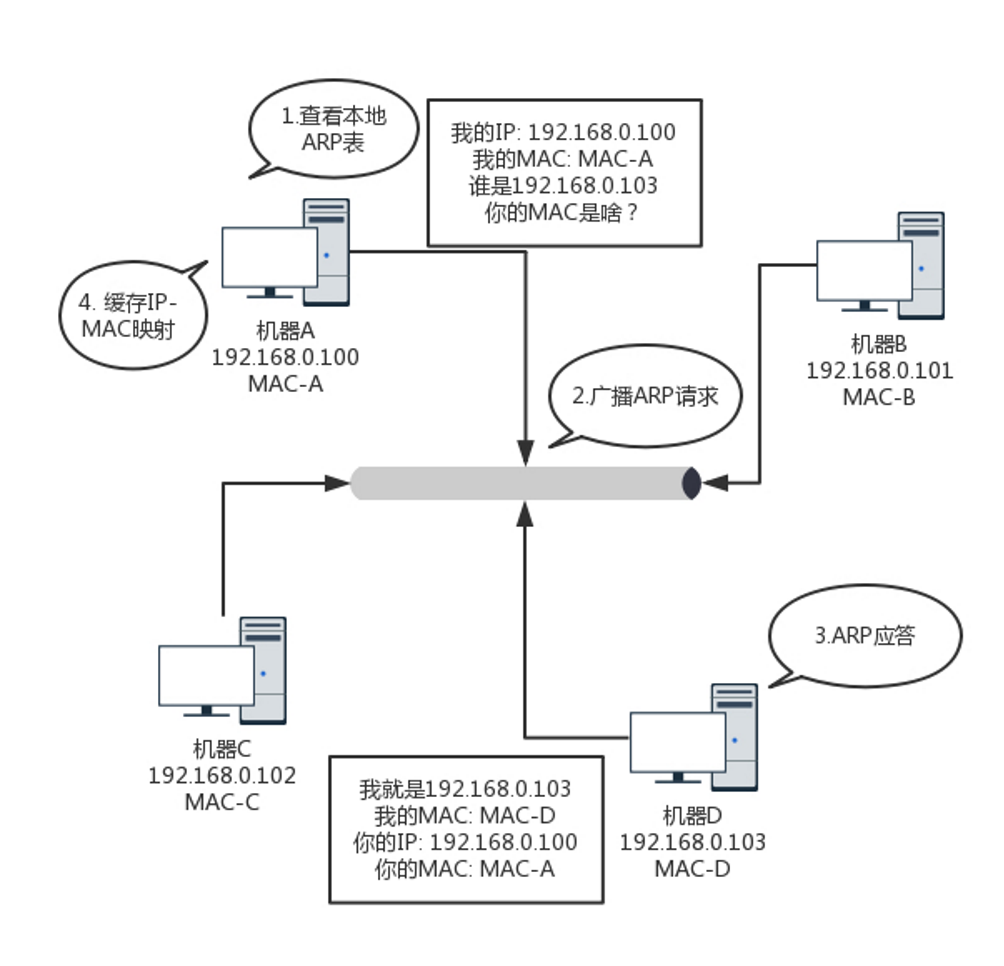 1.查看本地
ARP表
我的IP: 192.168.0.100
我的MAC: MAC-A
谁是192.168.0.103
你的MAC是啥？
4. 缓存IP-
MAC映射
机器A
192.168.0.100
MAC-A
机器B
192.168.0.101
MAC-B
2.广播ARP请求
3.ARP应答
机器C
192.168.0.102
MAC-C
我就是192.168.0.103
我的MAC: MAC-D
你的IP: 192.168.0.100
你的MAC: MAC-A
机器D
192.168.0.103
MAC-D